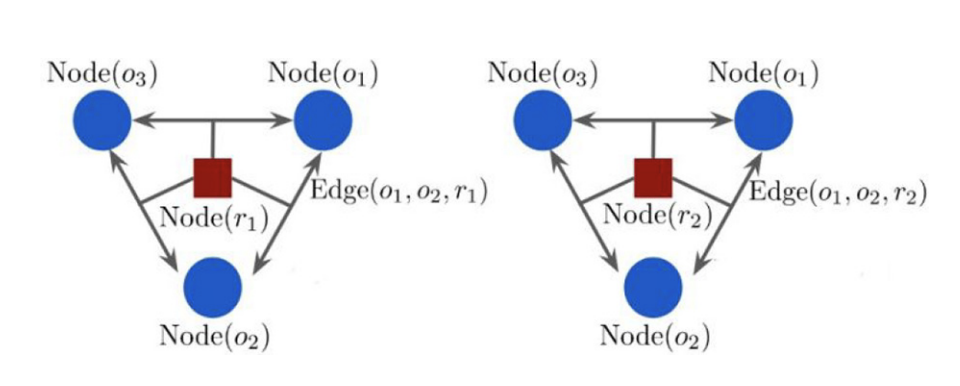 Node(o₃) Node(o₁) Node(o₃) Node(o₁)
Edge(o₁, o₂, r₁) Edge(o₁, o₂, r₂)
Node(r₁) Node(r₂)
Node(o₂) Node(o₂)